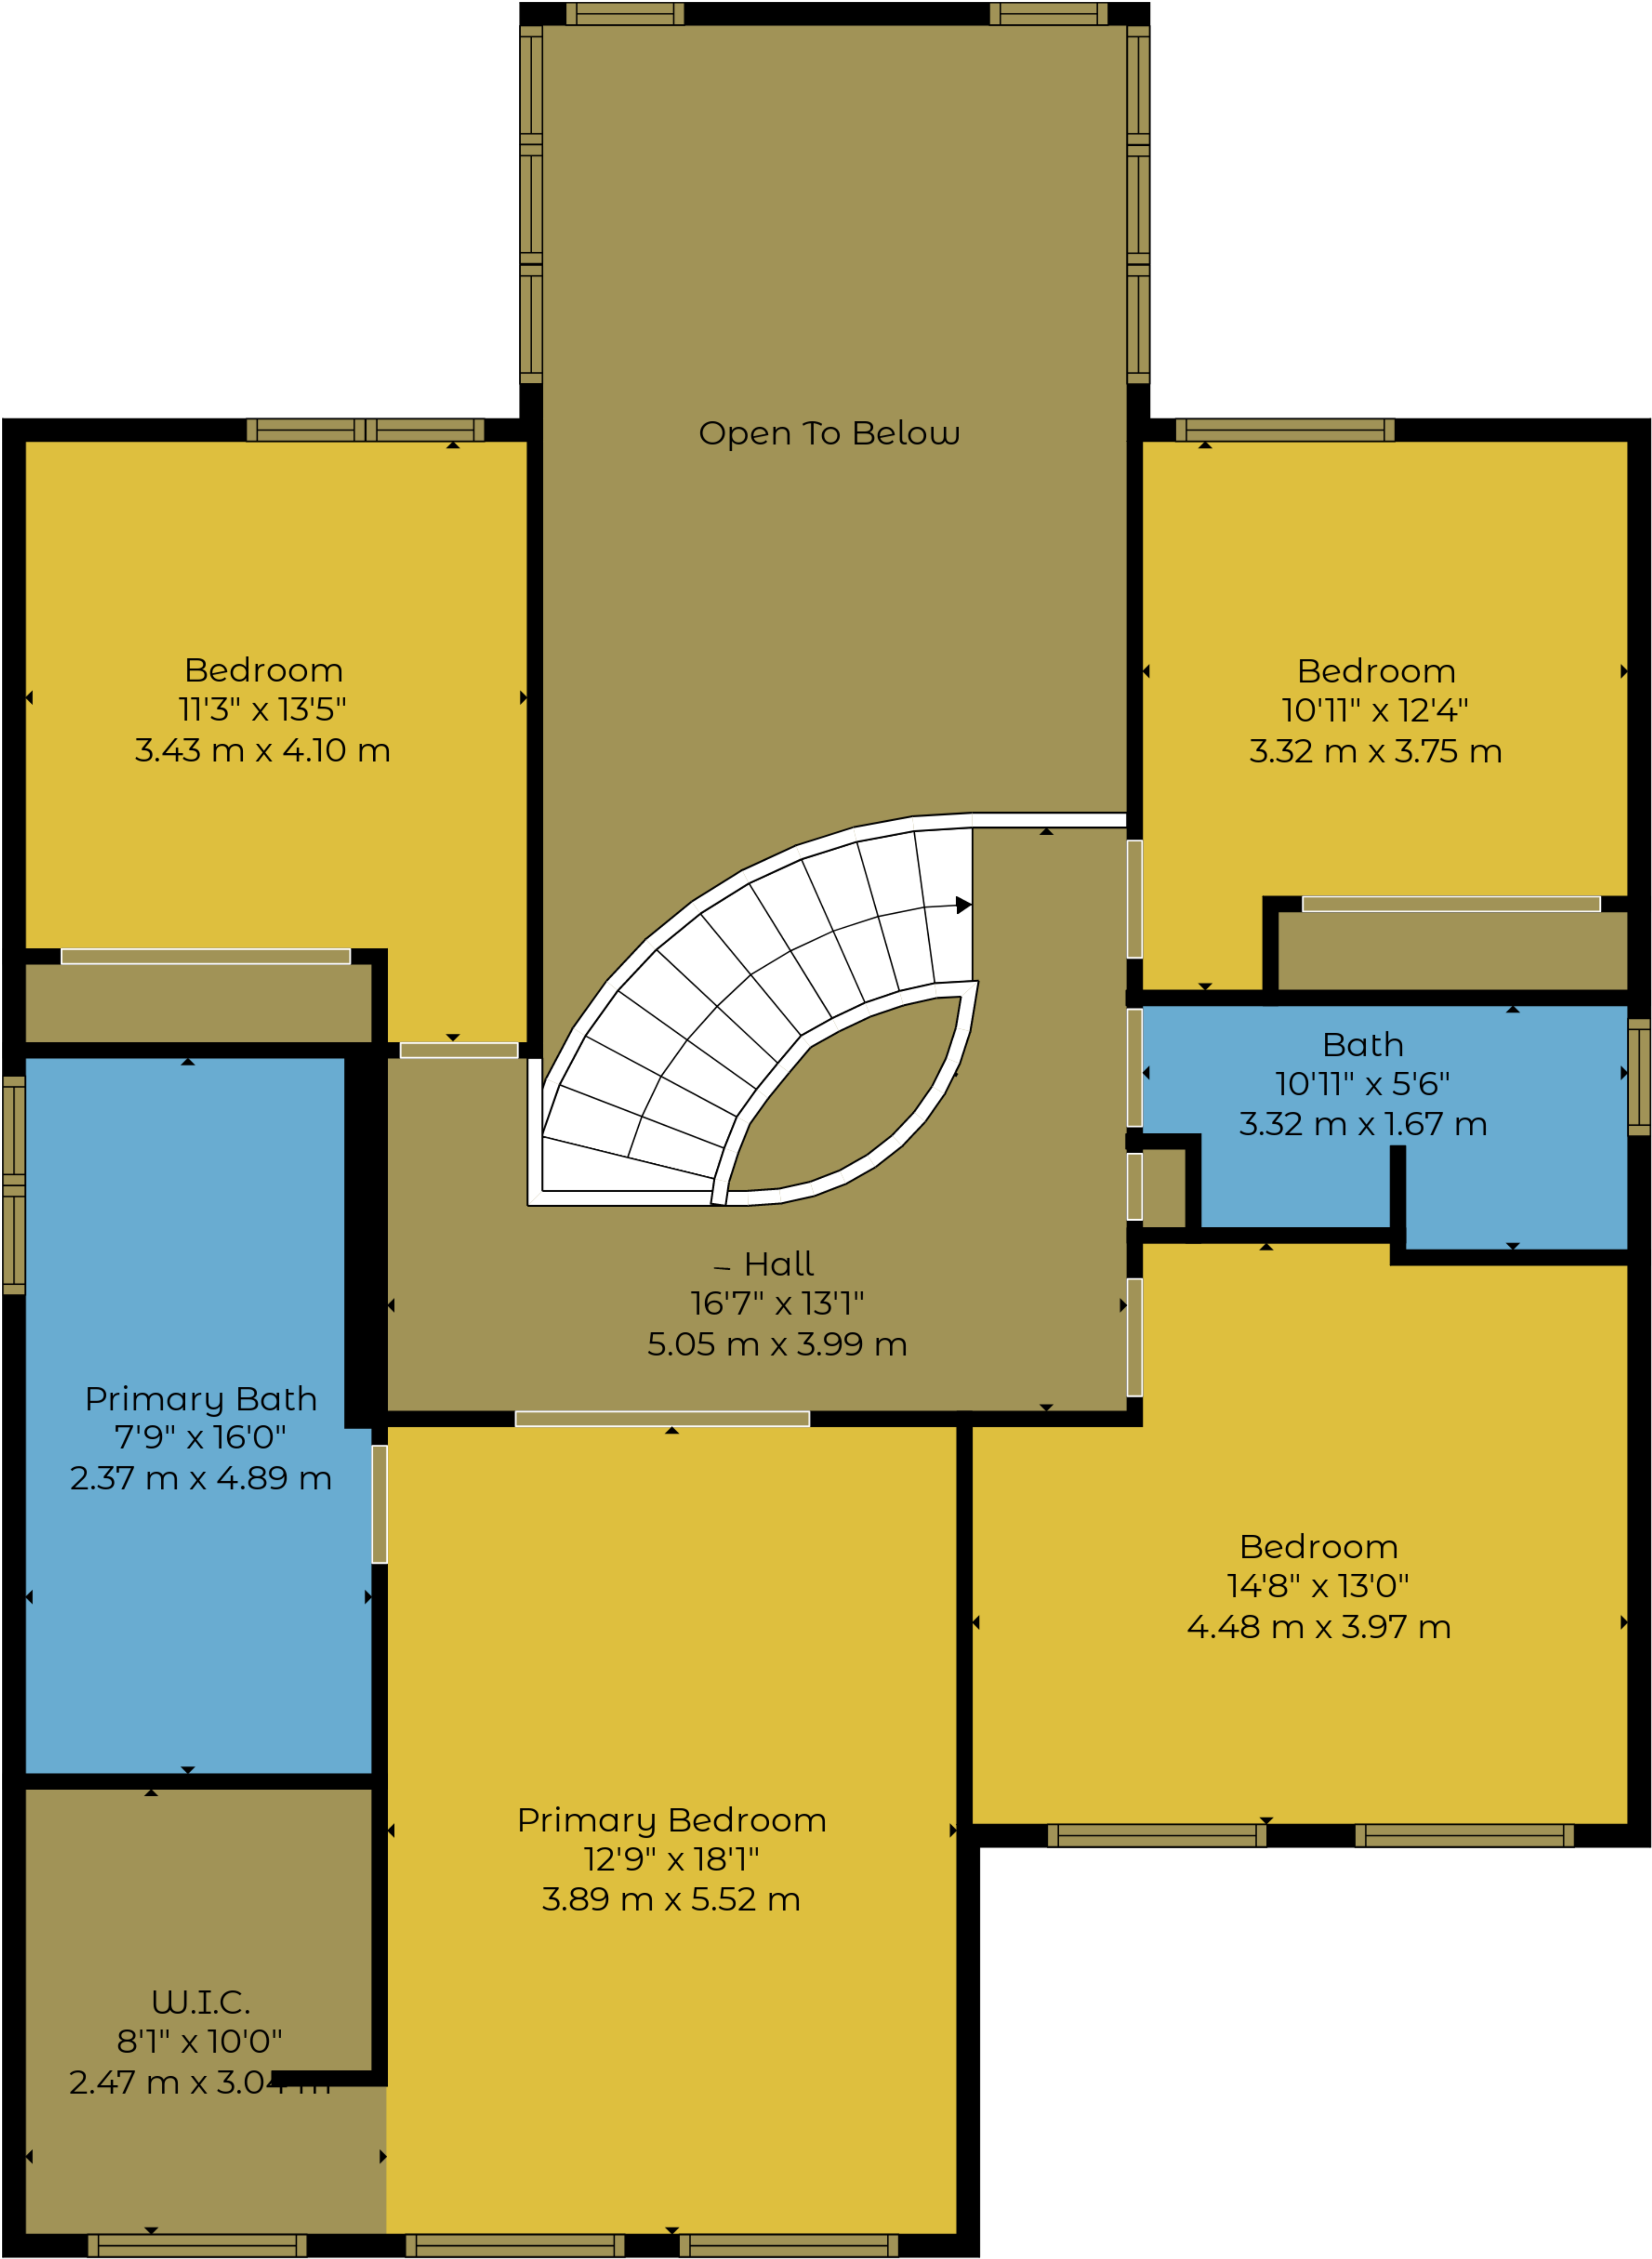 Open To Below
Bedroom
11'3" x 13'5"
3.43 m x 4.10 m
Bedroom
10'11" x 12'4"
3.32 m x 3.75 m
Bath
10'11" x 5'6"
3.32 m x 1.67 m
Hall
16'7" x 13'1"
5.05 m x 3.99 m
Primary Bath
7'9" x 16'0"
2.37 m x 4.89 m
Bedroom
14'8" x 13'0"
4.48 m x 3.97 m
Primary Bedroom
12'9" x 18'1"
3.89 m x 5.52 m
W.I.C.
8'1" x 10'0"
2.47 m x 3.04 m